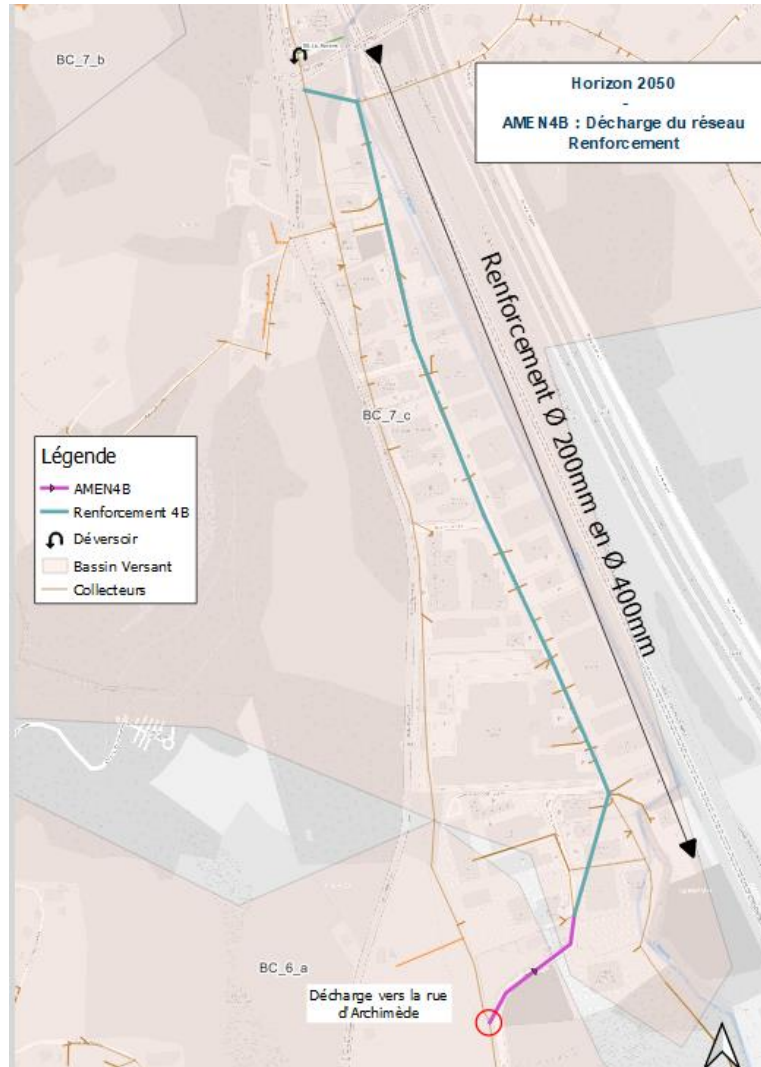 BC_7_b
Horizon 2050
-
AMEN4B : Décharge du réseau
Renforcement
Renforcement Ø 200mm en Ø 400mm
BC_7_c
Légende
AMEN4B
Renforcement 4B
Déversoir
Bassin Versant
Collecteurs
BC_6_a
Décharge vers la rue
d'Archimède